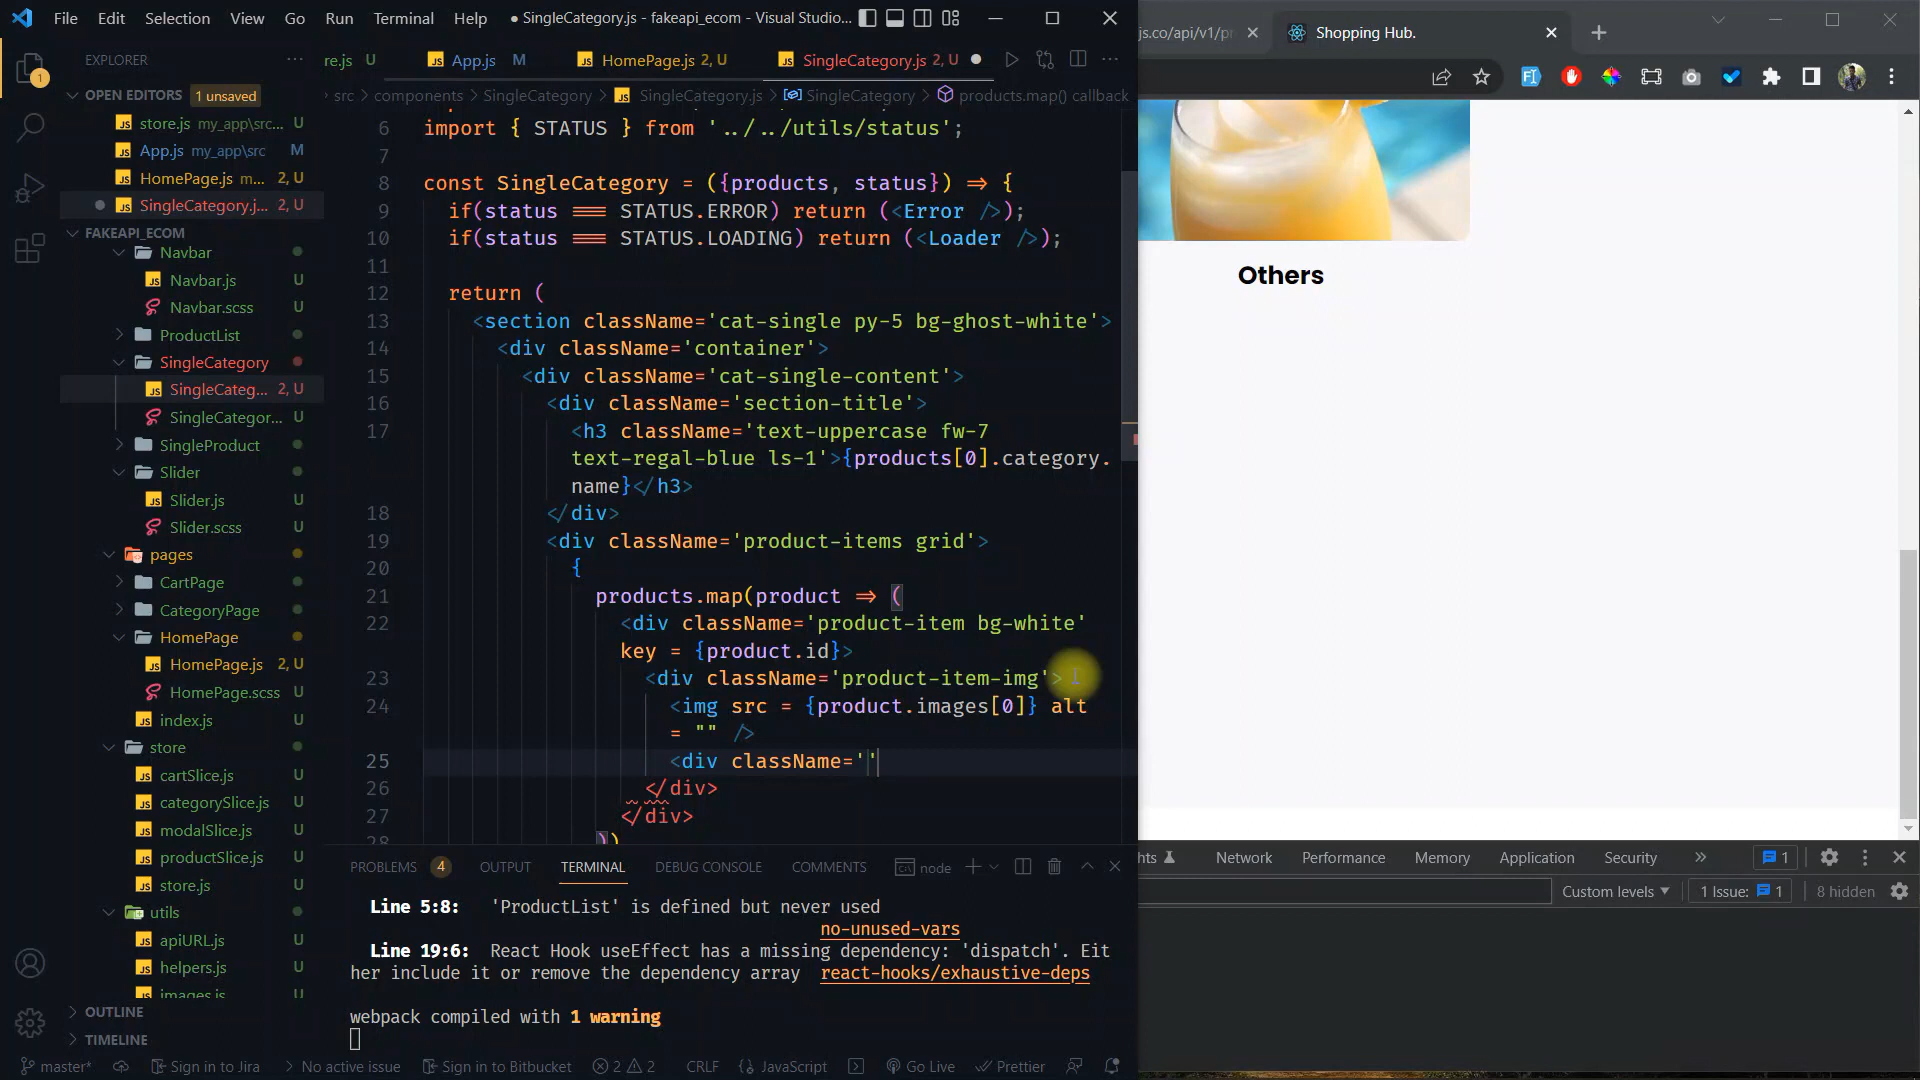 File Edit Selection View Go Run Terminal Help
● SingleCategory.js - fakeapi_ecom - Visual Studio...
js.co/api/v1/pr
Shopping Hub.
EXPLORER
re.js U
App.js M
HomePage.js 2, U
SingleCategory.js 2, U
src > components > SingleCategory > SingleCategory.js > SingleCategory > products.map() callback
OPEN EDITORS 1 unsaved
store.js my_app\src... U
App.js my_app\src M
HomePage.js m... 2, U
SingleCategory.j... 2, U
FAKEAPI_ECOM
Navbar
Navbar.js U
Navbar.scss U
ProductList
SingleCategory
SingleCateg... 2, U
SingleCategor... U
SingleProduct
Slider
Slider.js U
Slider.scss U
pages
CartPage
CategoryPage
HomePage
HomePage.js 2, U
HomePage.scss U
index.js U
store
cartSlice.js U
categorySlice.js U
modalSlice.js U
productSlice.js U
store.js U
utils
apiURL.js U
helpers.js U
images.js U
OUTLINE
TIMELINE
6 import { STATUS } from '../../utils/status';
7
8 const SingleCategory = ({products, status}) => {
9 if(status === STATUS.ERROR) return (<Error />);
10 if(status === STATUS.LOADING) return (<Loader />);
11
12 return (
13 <section className='cat-single py-5 bg-ghost-white'>
14 <div className='container'>
15 <div className='cat-single-content'>
16 <div className='section-title'>
17 <h3 className='text-uppercase fw-7
text-regal-blue ls-1'>{products[0].category.
name}</h3>
18 </div>
19 <div className='product-items grid'>
20 {
21 products.map(product => (
22 <div className='product-item bg-white'
key = {product.id}>
23 <div className='product-item-img'>
24 <img src = {product.images[0]} alt
= "" />
25 <div className=''
26 </div>
27 </div>
28 ))
PROBLEMS 4 OUTPUT TERMINAL DEBUG CONSOLE COMMENTS node
Line 5:8: 'ProductList' is defined but never used
no-unused-vars
Line 19:6: React Hook useEffect has a missing dependency: 'dispatch'. Eit
her include it or remove the dependency array react-hooks/exhaustive-deps
webpack compiled with 1 warning
master* Sign in to Jira No active issue Sign in to Bitbucket 2 2 CRLF {} JavaScript Go Live Prettier
Others
hts Network Performance Memory Application Security » 1
Custom levels 1 Issue: 1 8 hidden